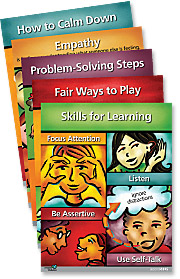 How to Calm Down
Empathy
Problem-Solving Steps
Fair Ways to Play
Skills for Learning
Focus Attention
Listen
ignore
distractions
Be Assertive
Use Self-Talk